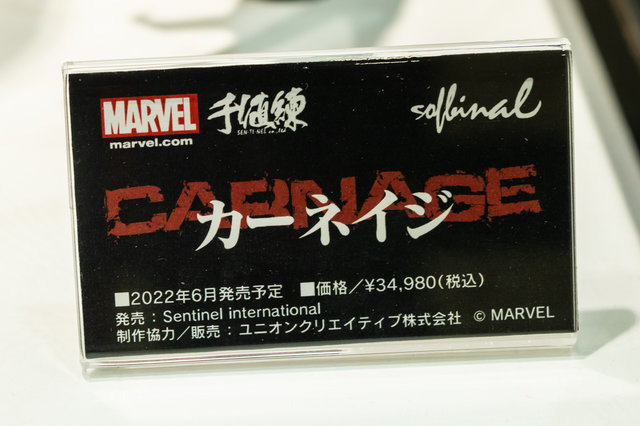 MARVEL
marvel.com
千値練
SEN-TI-NEL co.,ltd
sofbinal
CARNAGE
カーネイジ
■2022年6月発売予定 ■価格/¥34,980(税込)
発売：Sentinel international
制作協力/販売：ユニオンクリエイティブ株式会社 © MARVEL